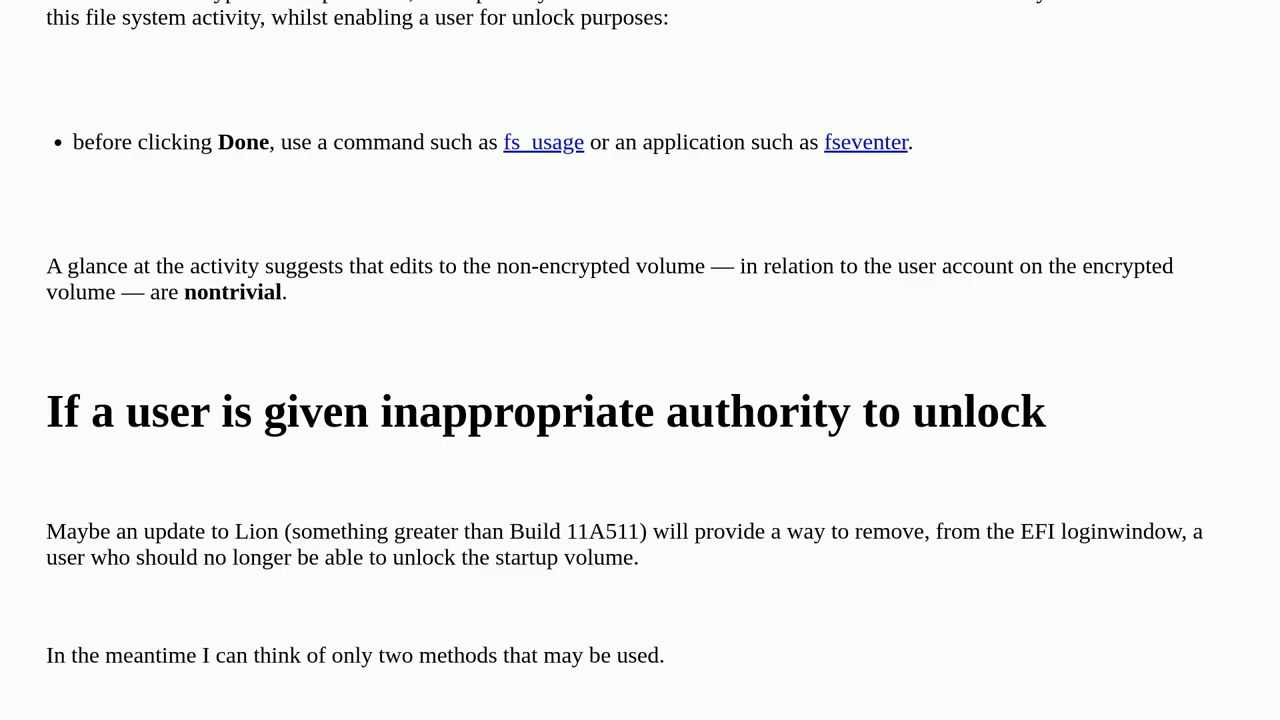 this file system activity, whilst enabling a user for unlock purposes:
• before clicking Done, use a command such as fs_usage or an application such as fseventer.
A glance at the activity suggests that edits to the non-encrypted volume — in relation to the user account on the encrypted
volume — are nontrivial.
If a user is given inappropriate authority to unlock
Maybe an update to Lion (something greater than Build 11A511) will provide a way to remove, from the EFI loginwindow, a
user who should no longer be able to unlock the startup volume.
In the meantime I can think of only two methods that may be used.